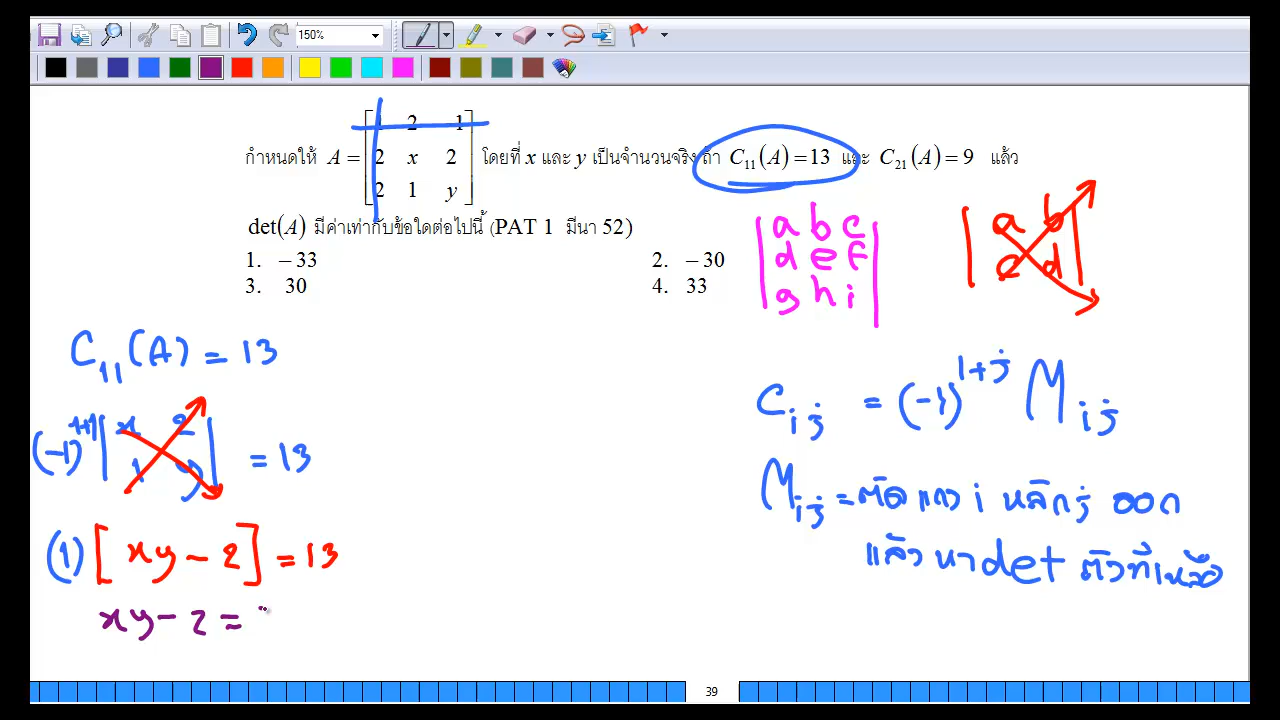 150%
กำหนดให้ A = [1 2 -1; 2 x 2; 2 1 y] โดยที่ x และ y เป็นจำนวนจริง ถ้า C₁₁(A) = 13 และ C₂₁(A) = 9 แล้ว
det(A) มีค่าเท่ากับข้อใดต่อไปนี้ (PAT 1 มีนา 52)
1. – 33
2. – 30
3. 30
4. 33
a b c
d e f
g h i
a b
c d
C₁₁(A) = 13
(-1)¹⁺¹ |x 2; 1 y| = 13
(1) [xy – 2] = 13
xy – 2 =
Cij = (-1)^(i+j) Mij
Mij = ตัดแถว i หลัก j ออก
แล้วหา det ตัวที่เหลือ
39